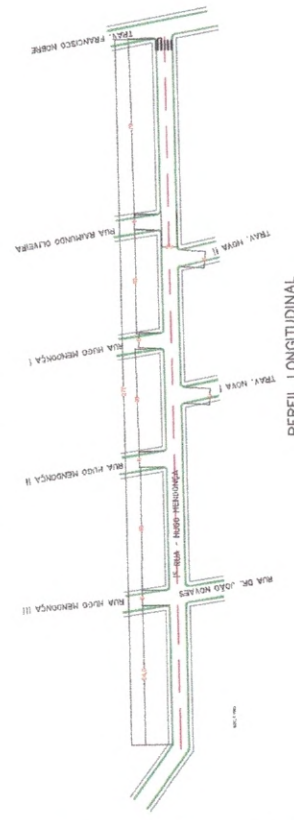 TRAV. FRANCISCO NOBRE
RUA RAIMUNDO OLIVEIRA
TRAV. NOVA II
RUA HUGO MENDONÇA I
TRAV. NOVA I
RUA HUGO MENDONÇA II
1ª RUA - HUGO MENDONÇA
RUA DR. JOÃO NOVAES
RUA HUGO MENDONÇA III
PERFIL LONGITUDINAL